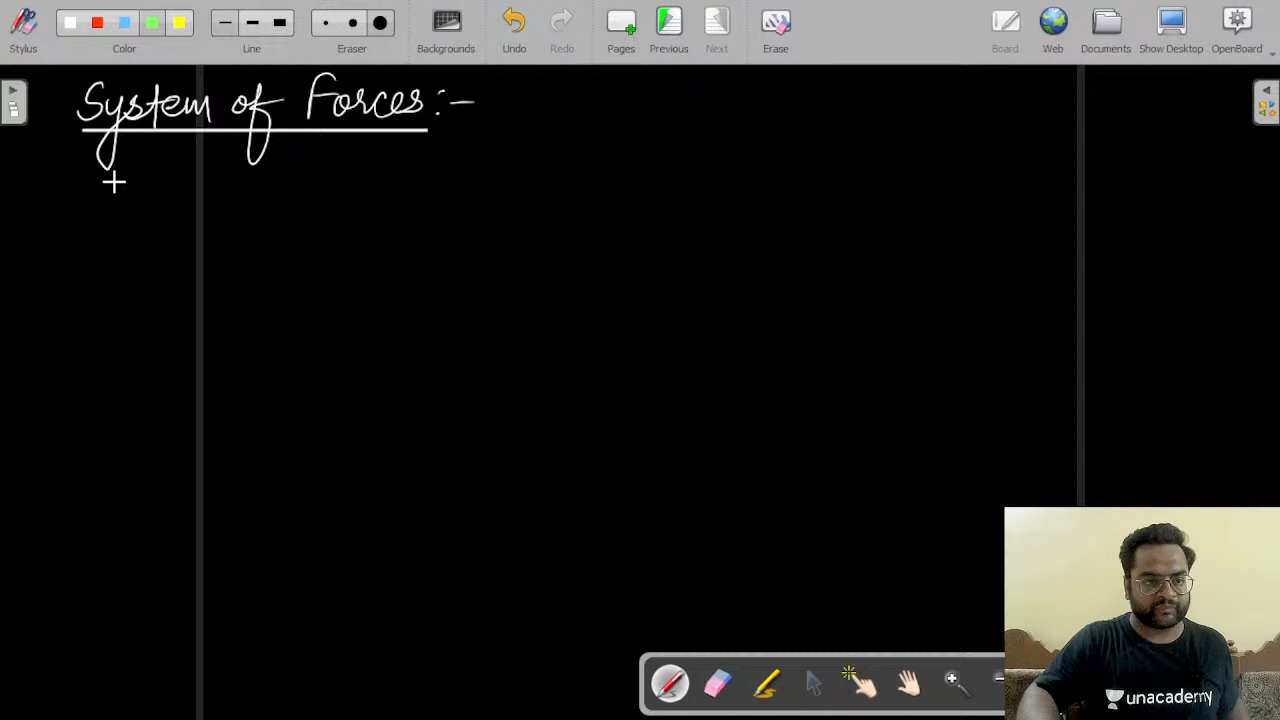 Stylus
Color
Line
Eraser
Backgrounds
Undo
Redo
Pages
Previous
Next
Erase
Board
Web
Documents
Show Desktop
OpenBoard
System of Forces:-
unacademy